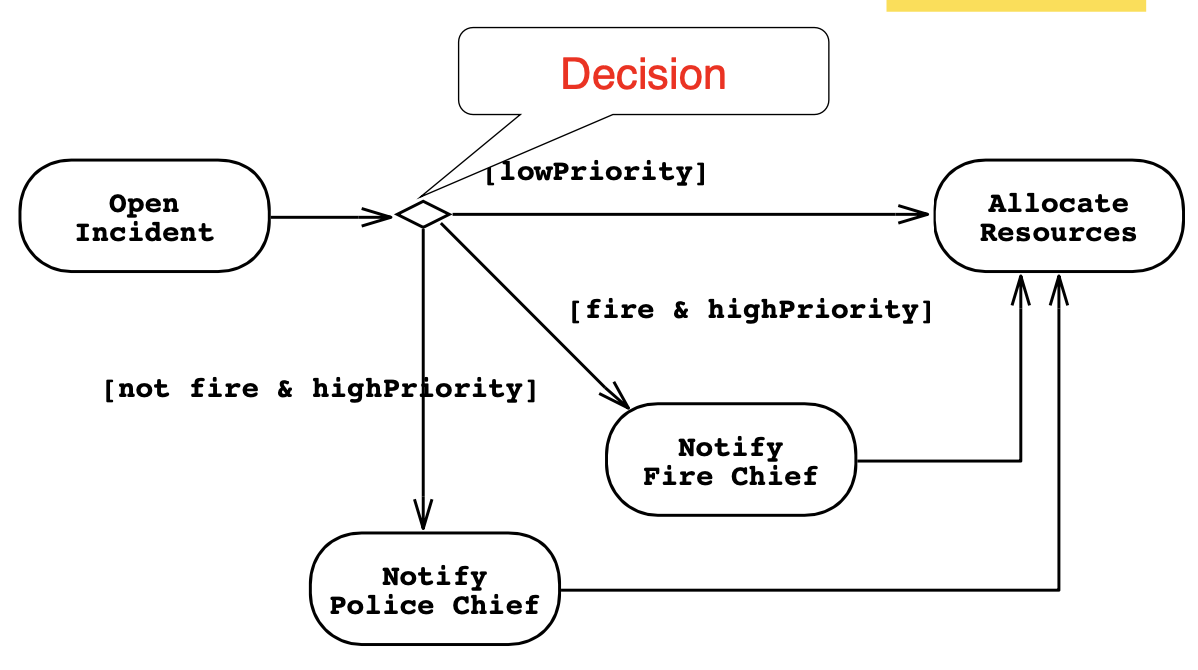 Decision
[lowPriority]
Open
Incident
Allocate
Resources
[fire & highPriority]
[not fire & highPriority]
Notify
Fire Chief
Notify
Police Chief